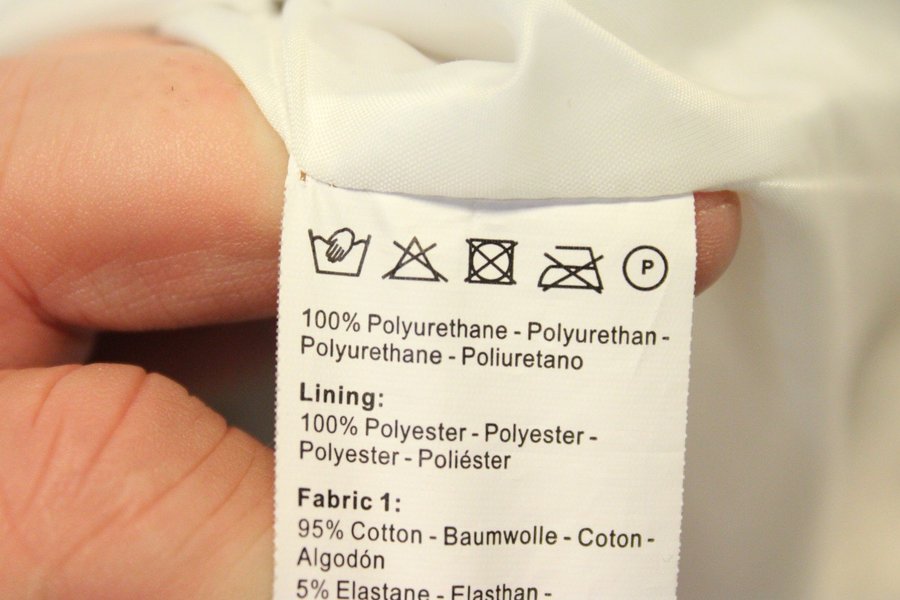 P
100% Polyurethane - Polyurethan -
Polyurethane - Poliuretano
Lining:
100% Polyester - Polyester -
Polyester - Poliéster
Fabric 1:
95% Cotton - Baumwolle - Coton -
Algodón
5% Elastane - Elasthan -